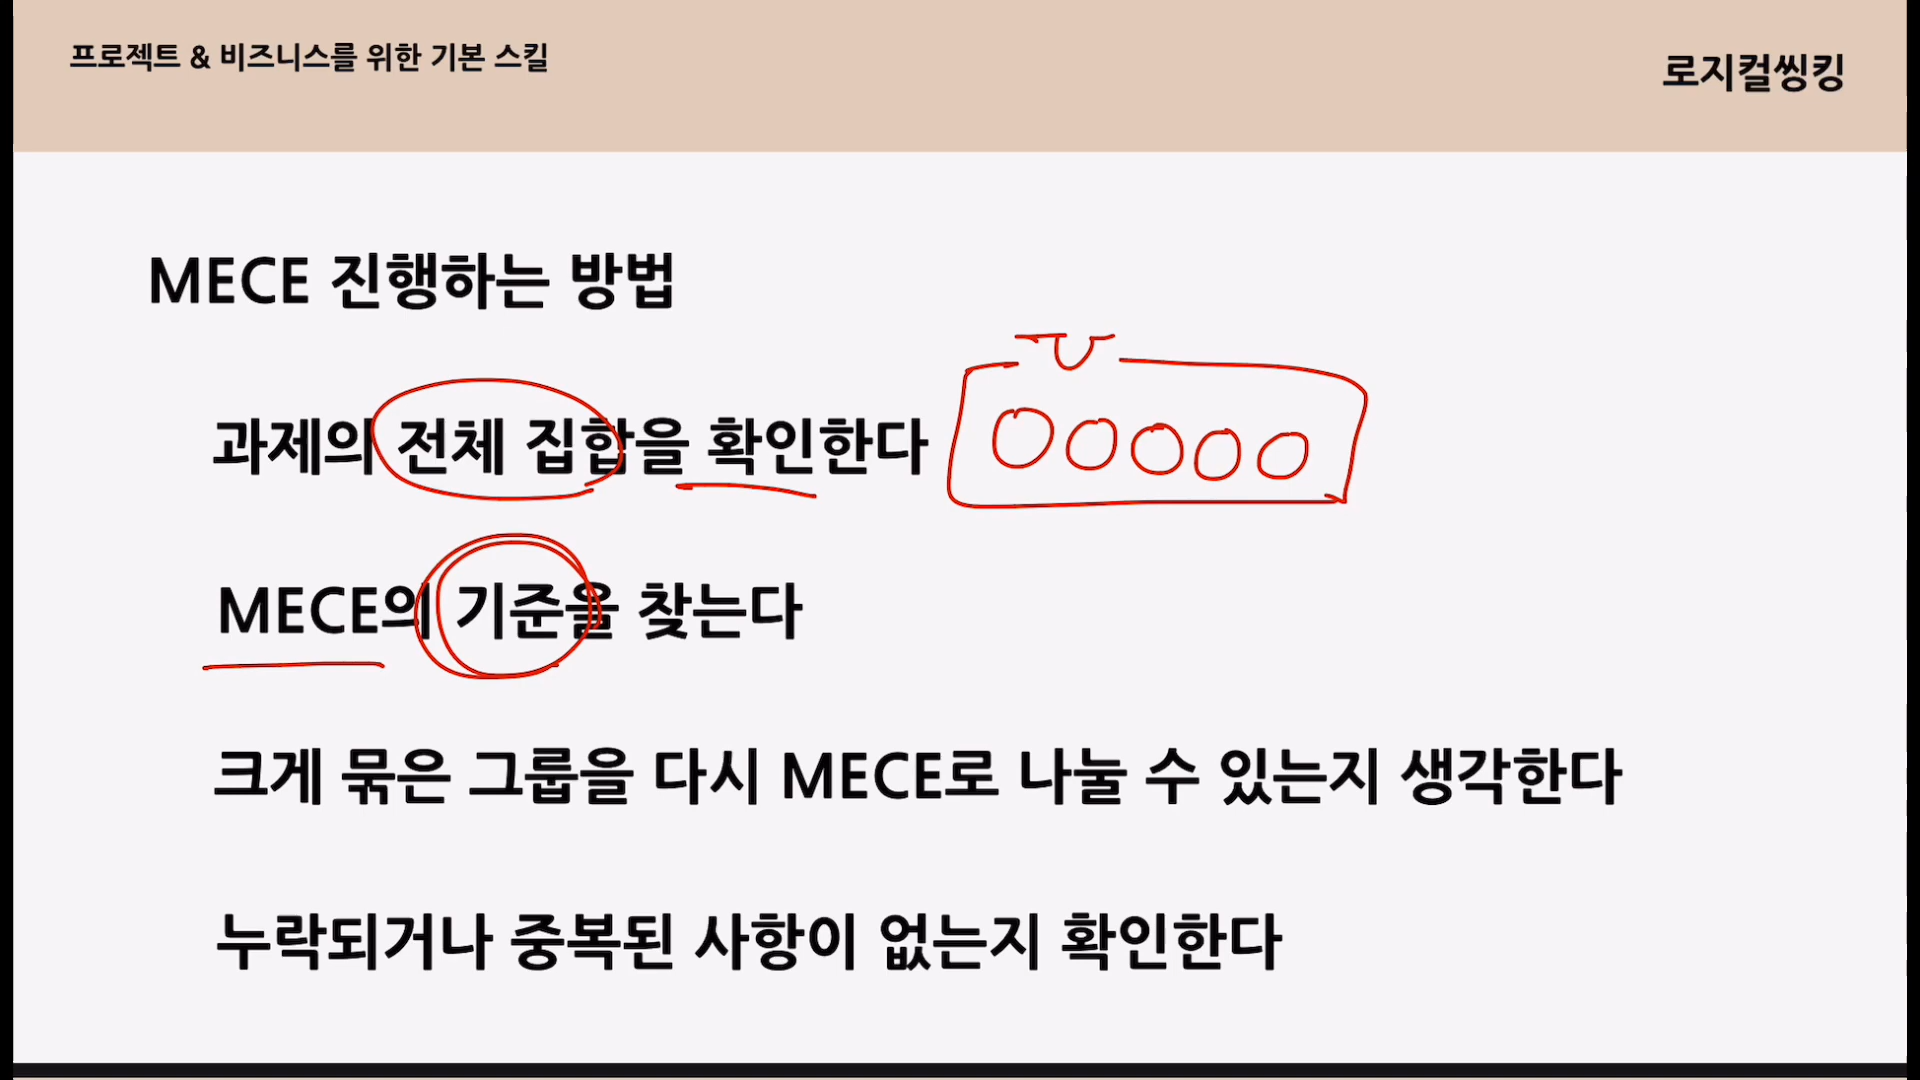 프로젝트 & 비즈니스를 위한 기본 스킬
로지컬씽킹
MECE 진행하는 방법
과제의 전체 집합을 확인한다
MECE의 기준을 찾는다
크게 묶은 그룹을 다시 MECE로 나눌 수 있는지 생각한다
누락되거나 중복된 사항이 없는지 확인한다